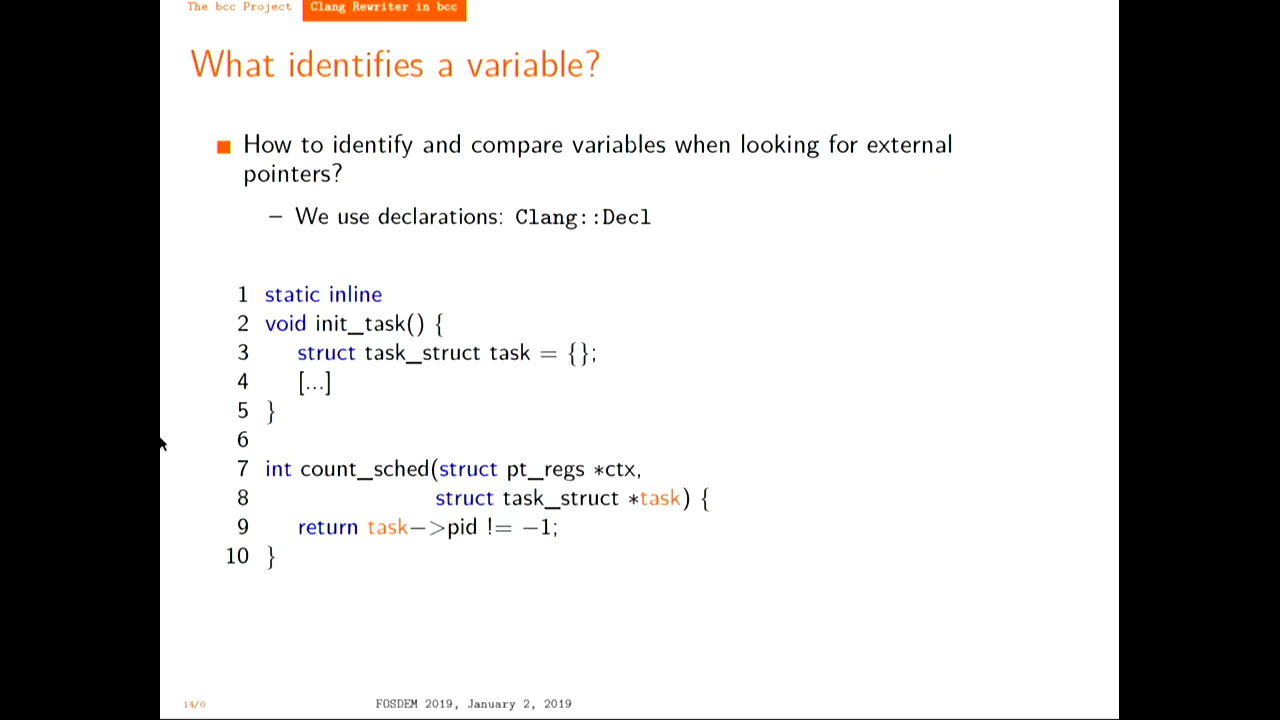 The bcc Project Clang Rewriter in bcc
What identifies a variable?
How to identify and compare variables when looking for external
pointers?
– We use declarations: Clang::Decl
1 static inline
2 void init_task() {
3 struct task_struct task = {};
4 [...]
5 }
6
7 int count_sched(struct pt_regs *ctx,
8 struct task_struct *task) {
9 return task−>pid != −1;
10 }
14/0 FOSDEM 2019, January 2, 2019